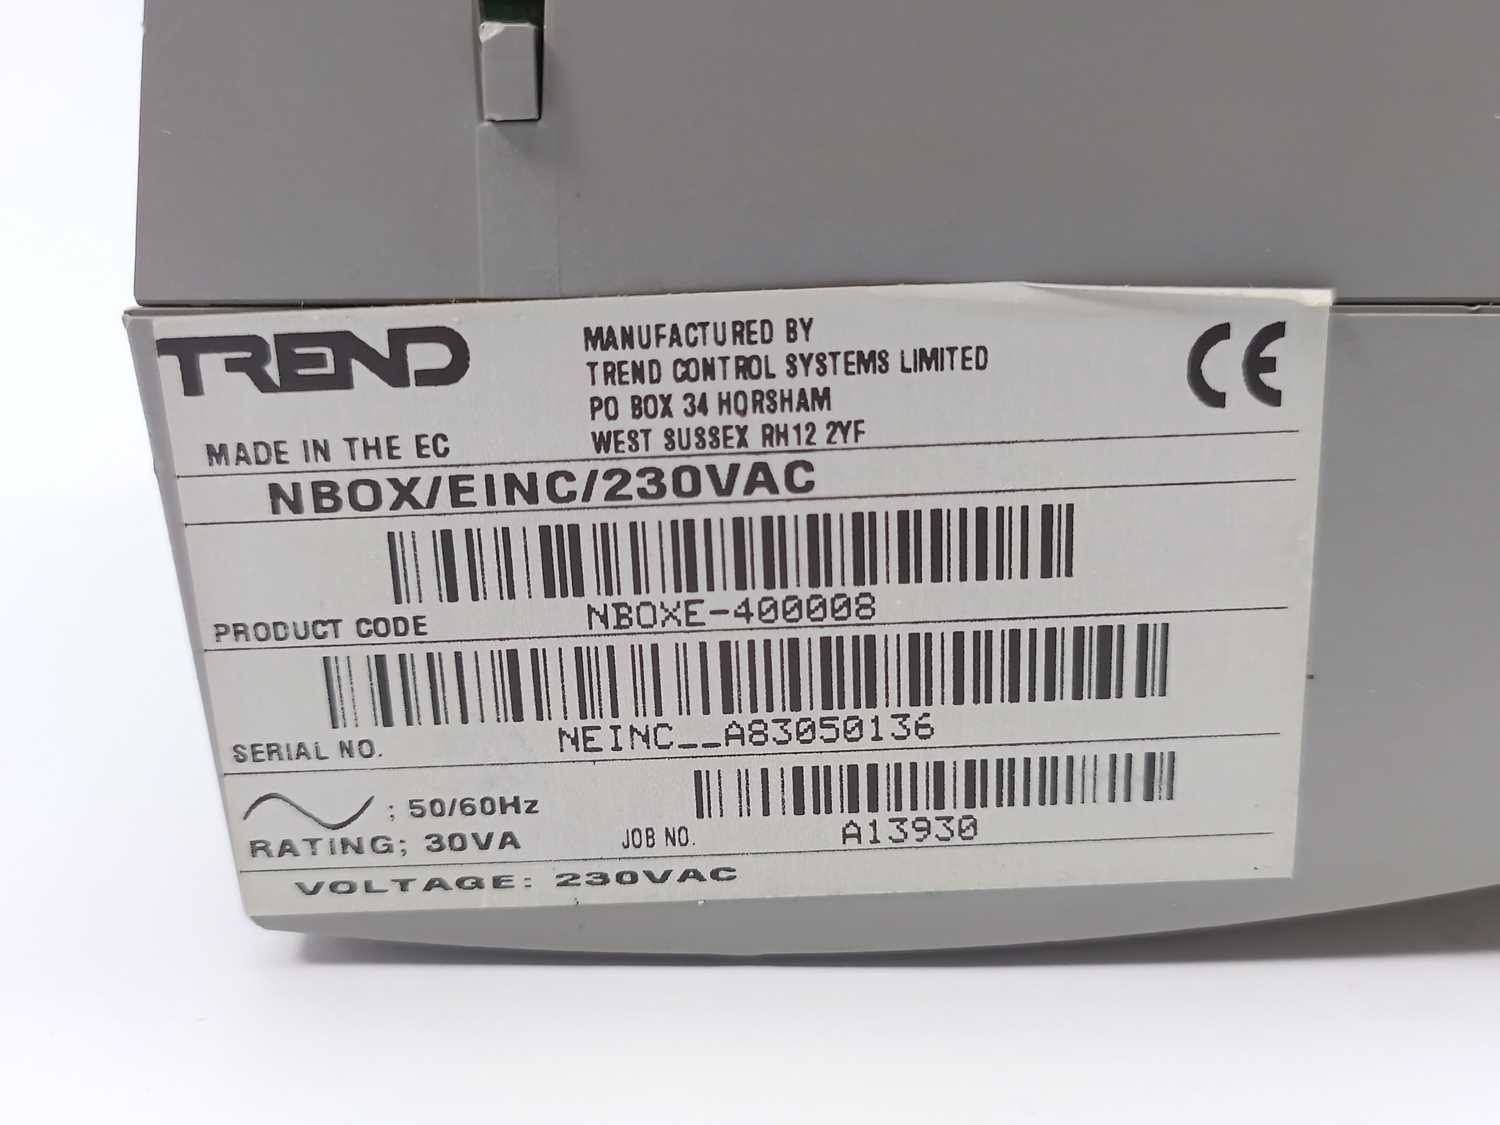 TREND
MANUFACTURED BY
TREND CONTROL SYSTEMS LIMITED
PO BOX 34 HORSHAM
WEST SUSSEX RH12 2YF
CE
MADE IN THE EC
NBOX/EINC/230VAC
PRODUCT CODE
NBOXE-400008
SERIAL NO.
NEINC__A83050136
; 50/60Hz
RATING; 30VA
JOB NO.
A13930
VOLTAGE: 230VAC